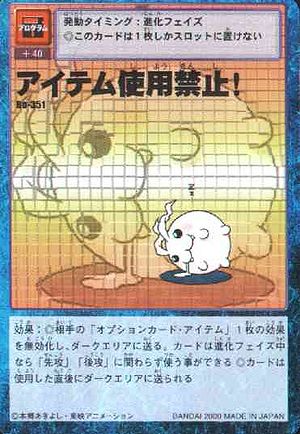 プログラム
発動タイミング：進化フェイズ
◎このカードは１枚しかスロットに置けない
＋40
アイテム使用禁止！
Bo-351
効果：◎相手の「オプションカード・アイテム」１枚の効果
を無効化し、ダークエリアに送る。カードは進化フェイズ中
なら「先攻」「後攻」に関わらず使う事ができる ◎カードは
使用した直後にダークエリアに送られる
©本郷あきよし・東映アニメーション
BANDAI 2000 MADE IN JAPAN